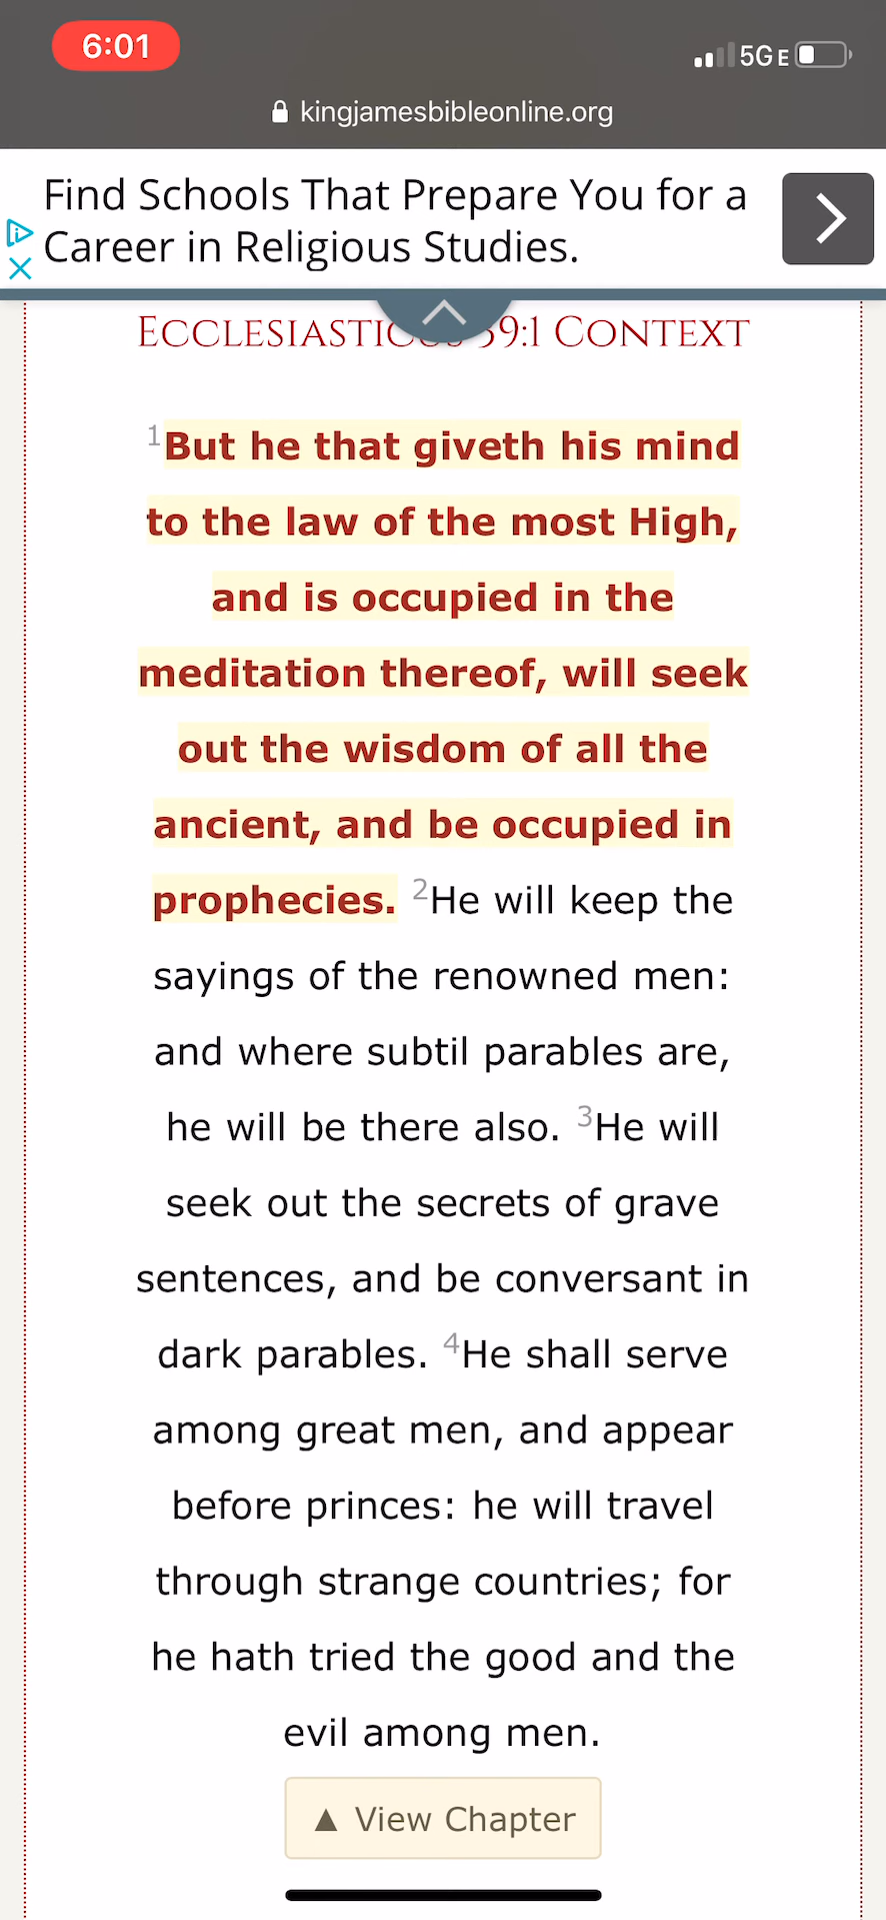 6:01
5GE
kingjamesbibleonline.org
Find Schools That Prepare You for a
Career in Religious Studies.
9:1 Context
1But he that giveth his mind
to the law of the most High,
and is occupied in the
meditation thereof, will seek
out the wisdom of all the
ancient, and be occupied in
prophecies. 2He will keep the
sayings of the renowned men:
and where subtil parables are,
he will be there also. 3He will
seek out the secrets of grave
sentences, and be conversant in
dark parables. 4He shall serve
among great men, and appear
before princes: he will travel
through strange countries; for
he hath tried the good and the
evil among men.
▲ View Chapter